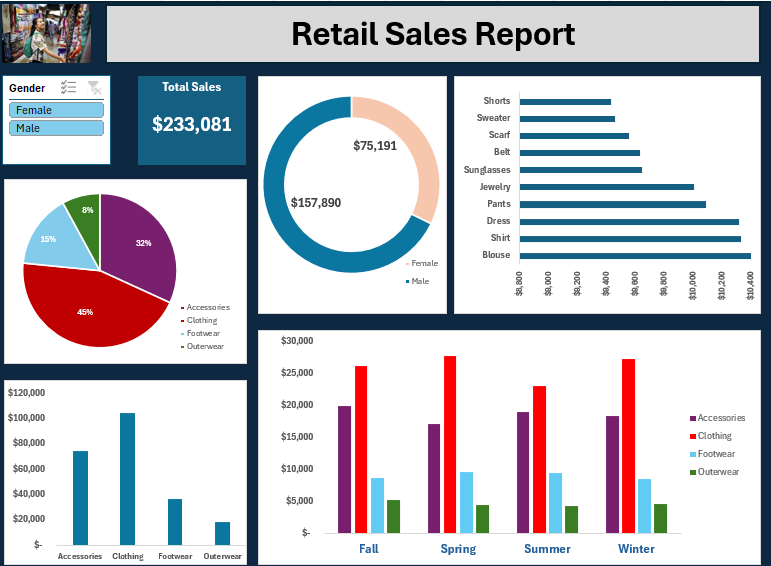 Retail Sales Report
Gender
Female
Male
Total Sales
$233,081
$75,191
$157,890
Female
Male
Shorts
Sweater
Scarf
Belt
Sunglasses
Jewelry
Pants
Dress
Shirt
Blouse
$8,800
$9,000
$9,200
$9,400
$9,600
$9,800
$10,000
$10,200
$10,400
8%
32%
15%
45%
Accessories
Clothing
Footwear
Outerwear
$120,000
$100,000
$80,000
$60,000
$40,000
$20,000
$-
Accessories Clothing Footwear Outerwear
$30,000
$25,000
$20,000
$15,000
$10,000
$5,000
$-
Fall Spring Summer Winter
Accessories
Clothing
Footwear
Outerwear